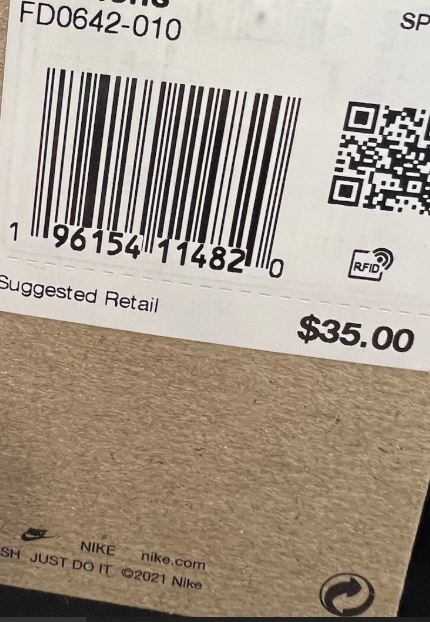 FD0642-010
SP
1 96154 11482 0
RFID
Suggested Retail
$35.00
NIKE nike.com
SH JUST DO IT ©2021 Nike